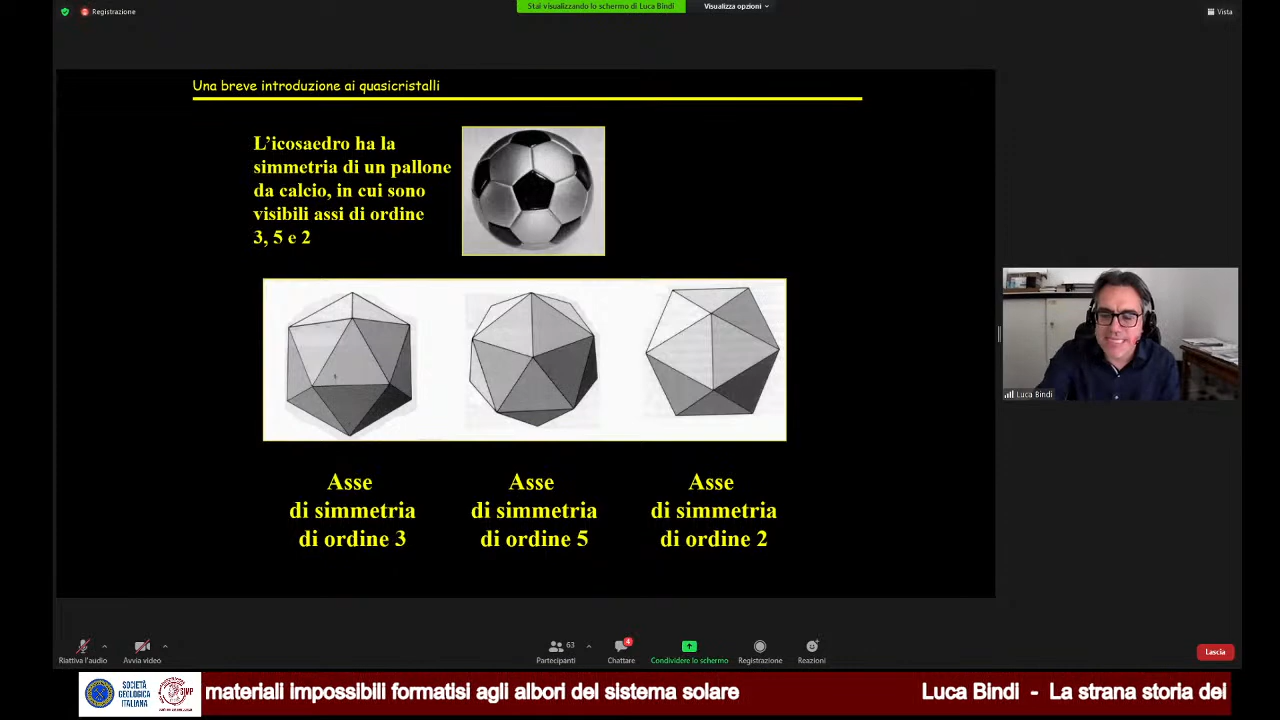 Registrazione
Stai visualizzando lo schermo di Luca Bindi
Visualizza opzioni
Vista
Una breve introduzione ai quasicristalli
L'icosaedro ha la
simmetria di un pallone
da calcio, in cui sono
visibili assi di ordine
3, 5 e 2
Asse
di simmetria
di ordine 3
Asse
di simmetria
di ordine 5
Asse
di simmetria
di ordine 2
Luca Bindi
Riattiva l'audio
Avvia video
63
Partecipanti
4
Chattare
Condividere lo schermo
Registrazione
Reazioni
Lascia
SOCIETÀ
GEOLOGICA
ITALIANA
materiali impossibili formatisi agli albori del sistema solare
Luca Bindi - La strana storia dei